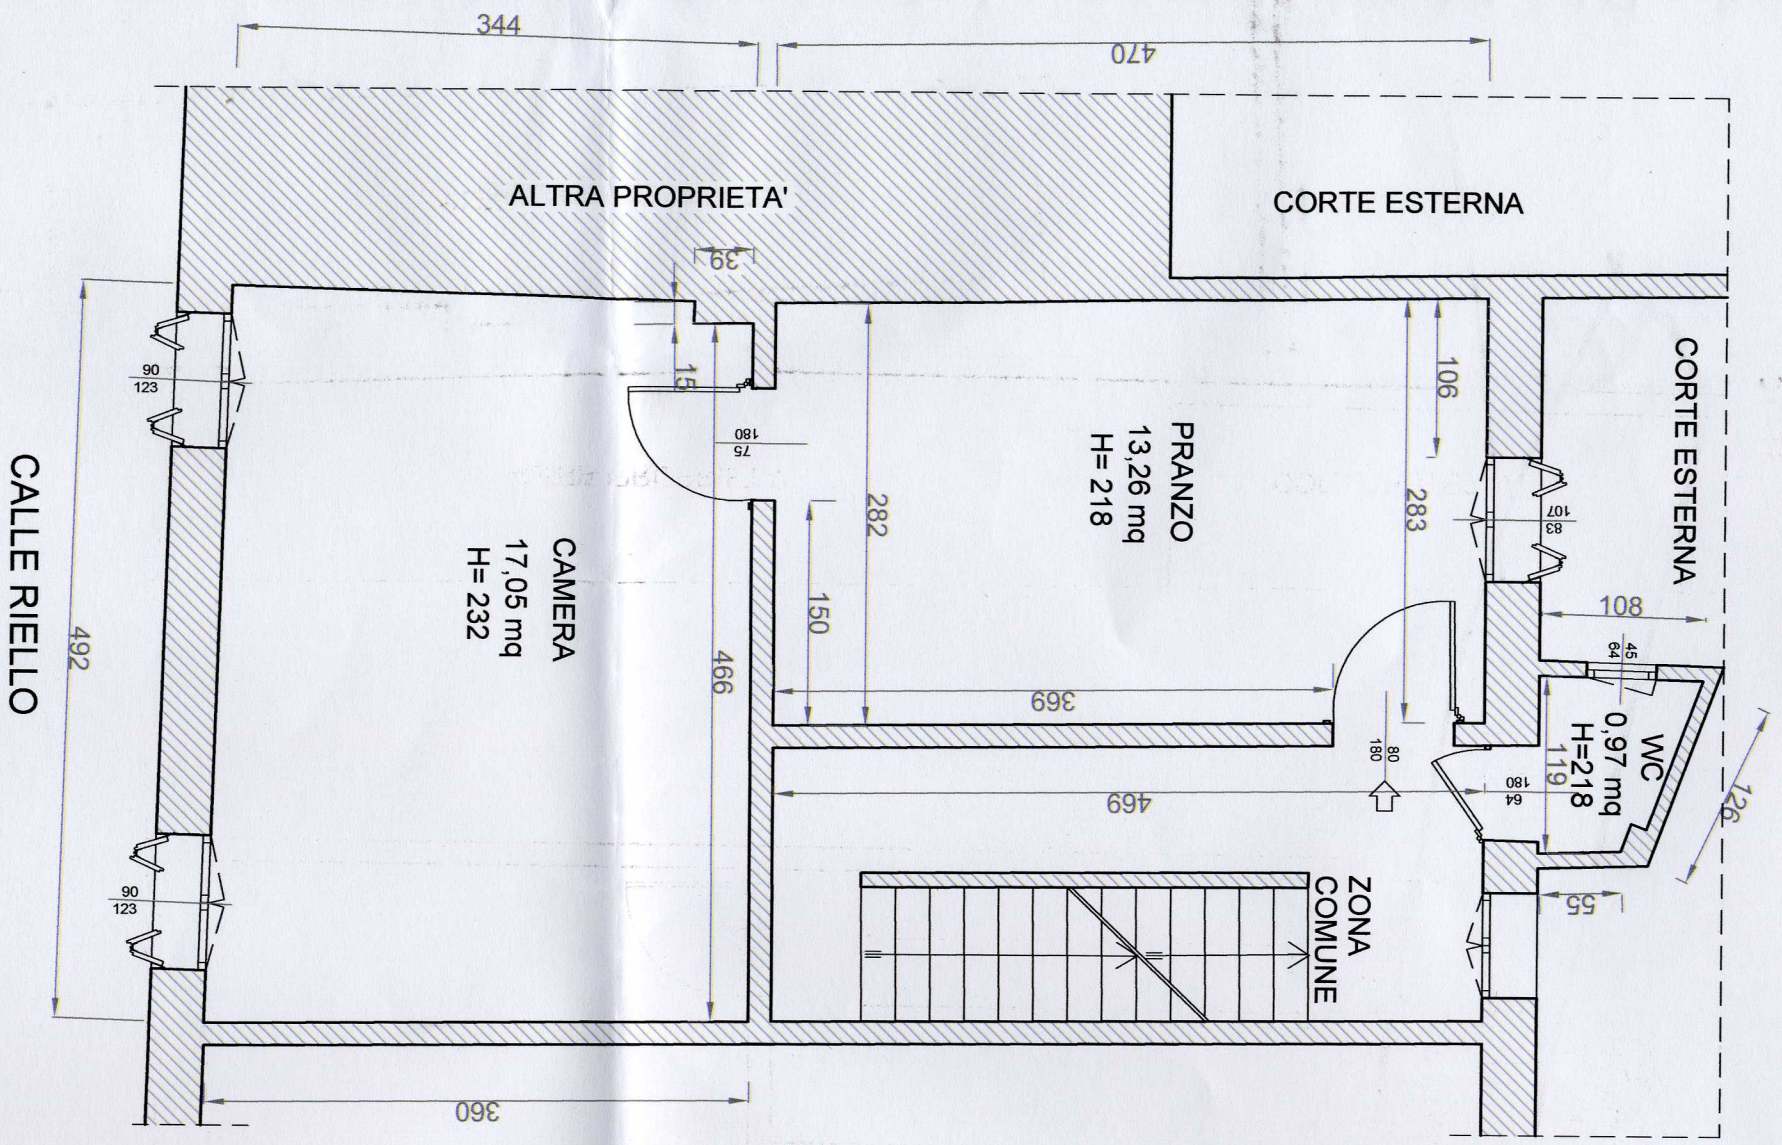 344
470
ALTRA PROPRIETA'
CORTE ESTERNA
39
15
90
123
180
75
CALLE RIELLO
492
CAMERA
17,05 mq
H= 232
466
282
150
PRANZO
13,26 mq
H= 218
106
283
107
83
CORTE ESTERNA
108
45
64
369
80
180
469
WC
0,97 mq
H=218
119
180
64
126
55
ZONA
COMUNE
90
123
360